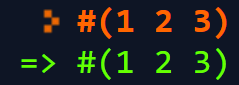 #(1 2 3)
=> #(1 2 3)